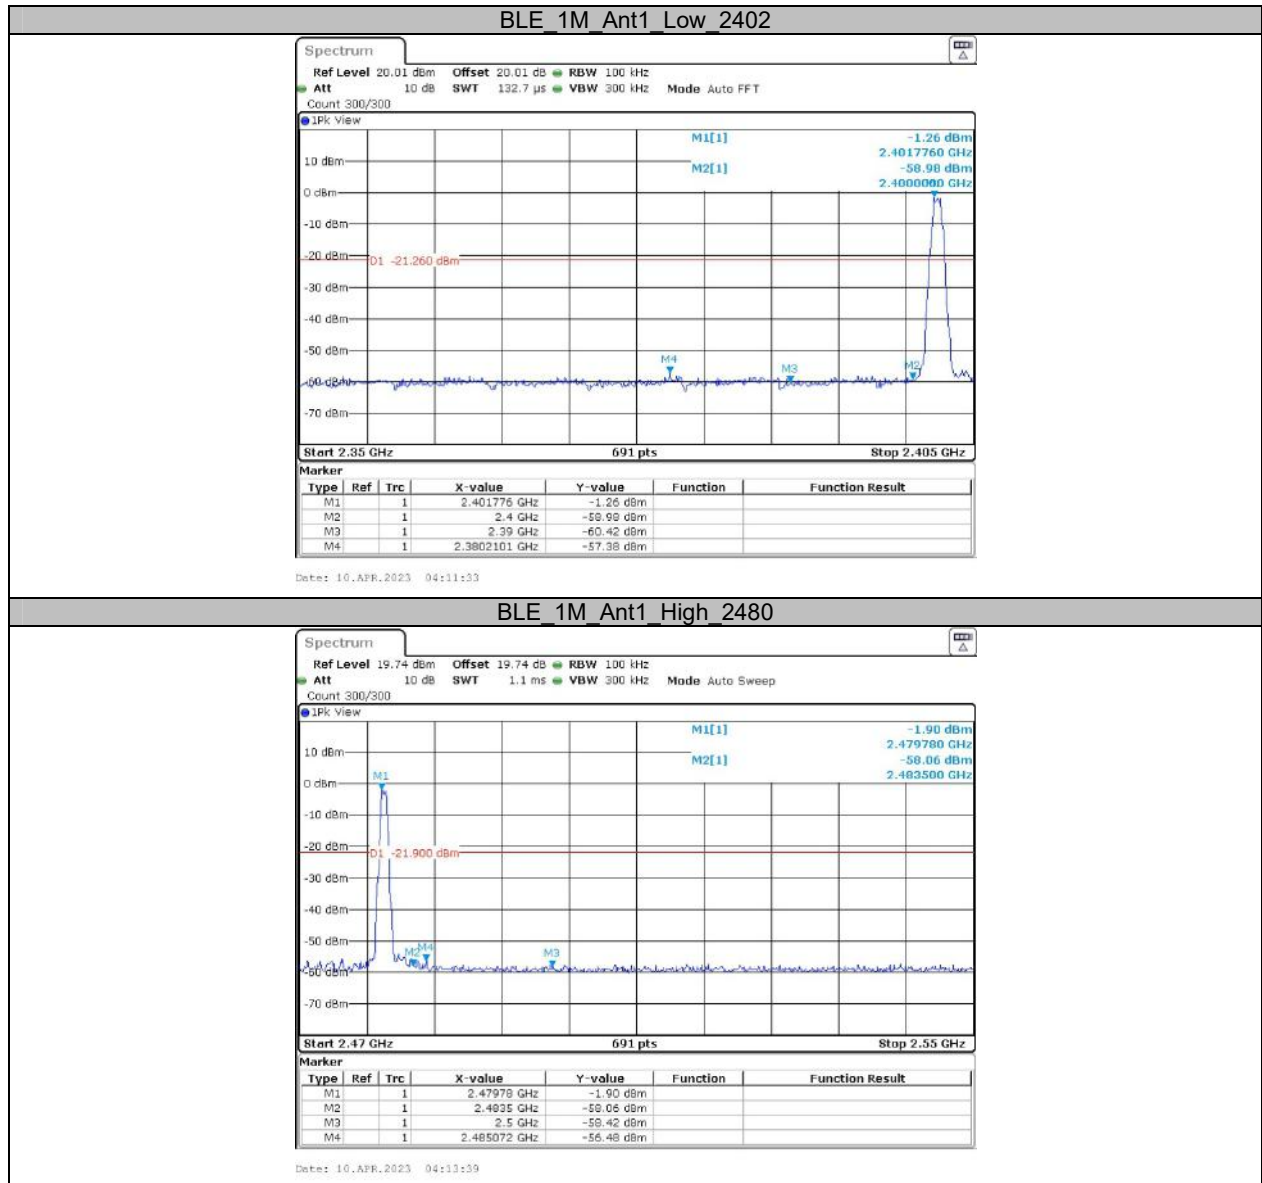 BLE_1M_Ant1_Low_2402
Spectrum
Ref Level 20.01 dBm Offset 20.01 dB RBW 100 kHz
Att 10 dB SWT 132.7 µs VBW 300 kHz Mode Auto FFT
Count 300/300
1Pk View
M1[1] -1.26 dBm
2.4017760 GHz
10 dBm
M2[1] -58.98 dBm
2.4000000 GHz
0 dBm
-10 dBm
-20 dBm
D1 -21.260 dBm
-30 dBm
-40 dBm
-50 dBm
M4
M3
M2
-60 dBm
-70 dBm
Start 2.35 GHz 691 pts Stop 2.405 GHz
Marker
Type Ref Trc X-value Y-value Function Function Result
M1 1 2.401776 GHz -1.26 dBm
M2 1 2.4 GHz -58.98 dBm
M3 1 2.39 GHz -60.42 dBm
M4 1 2.3802101 GHz -57.38 dBm
Date: 10.APR.2023 04:11:33
BLE_1M_Ant1_High_2480
Spectrum
Ref Level 19.74 dBm Offset 19.74 dB RBW 100 kHz
Att 10 dB SWT 1.1 ms VBW 300 kHz Mode Auto Sweep
Count 300/300
1Pk View
M1[1] -1.90 dBm
2.479780 GHz
10 dBm
M2[1] -58.06 dBm
2.483500 GHz
M1
0 dBm
-10 dBm
-20 dBm
D1 -21.900 dBm
-30 dBm
-40 dBm
-50 dBm
M2 M4 M3
-60 dBm
-70 dBm
Start 2.47 GHz 691 pts Stop 2.55 GHz
Marker
Type Ref Trc X-value Y-value Function Function Result
M1 1 2.47978 GHz -1.90 dBm
M2 1 2.4835 GHz -58.06 dBm
M3 1 2.5 GHz -58.42 dBm
M4 1 2.485072 GHz -56.48 dBm
Date: 10.APR.2023 04:13:39